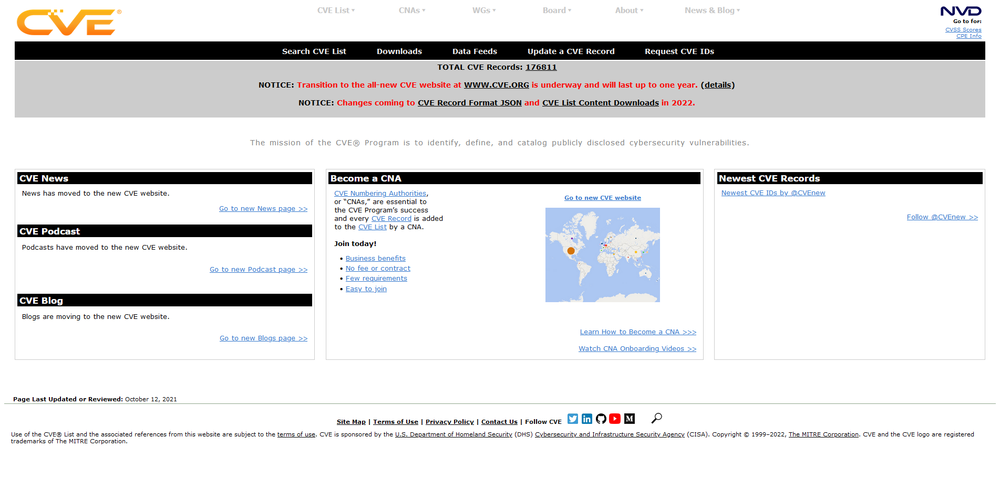 CVE®
CVE List CNAs WGs Board About News & Blog
NVD
Go to for:
CVSS Scores
CPE Info
Search CVE List Downloads Data Feeds Update a CVE Record Request CVE IDs
TOTAL CVE Records: 176811
NOTICE: Transition to the all-new CVE website at WWW.CVE.ORG is underway and will last up to one year. (details)
NOTICE: Changes coming to CVE Record Format JSON and CVE List Content Downloads in 2022.
The mission of the CVE® Program is to identify, define, and catalog publicly disclosed cybersecurity vulnerabilities.
CVE News
News has moved to the new CVE website.
Go to new News page >>
CVE Podcast
Podcasts have moved to the new CVE website.
Go to new Podcast page >>
CVE Blog
Blogs are moving to the new CVE website.
Go to new Blogs page >>
Become a CNA
CVE Numbering Authorities,
or “CNAs,” are essential to
the CVE Program’s success
and every CVE Record is added
to the CVE List by a CNA.
Join today!
• Business benefits
• No fee or contract
• Few requirements
• Easy to join
Go to new CVE website
Learn How to Become a CNA >>>
Watch CNA Onboarding Videos >>
Newest CVE Records
Newest CVE IDs by @CVEnew
Follow @CVEnew >>
Page Last Updated or Reviewed: October 12, 2021
Site Map | Terms of Use | Privacy Policy | Contact Us | Follow CVE
Use of the CVE® List and the associated references from this website are subject to the terms of use. CVE is sponsored by the U.S. Department of Homeland Security (DHS) Cybersecurity and Infrastructure Security Agency (CISA). Copyright © 1999–2022, The MITRE Corporation. CVE and the CVE logo are registered
trademarks of The MITRE Corporation.